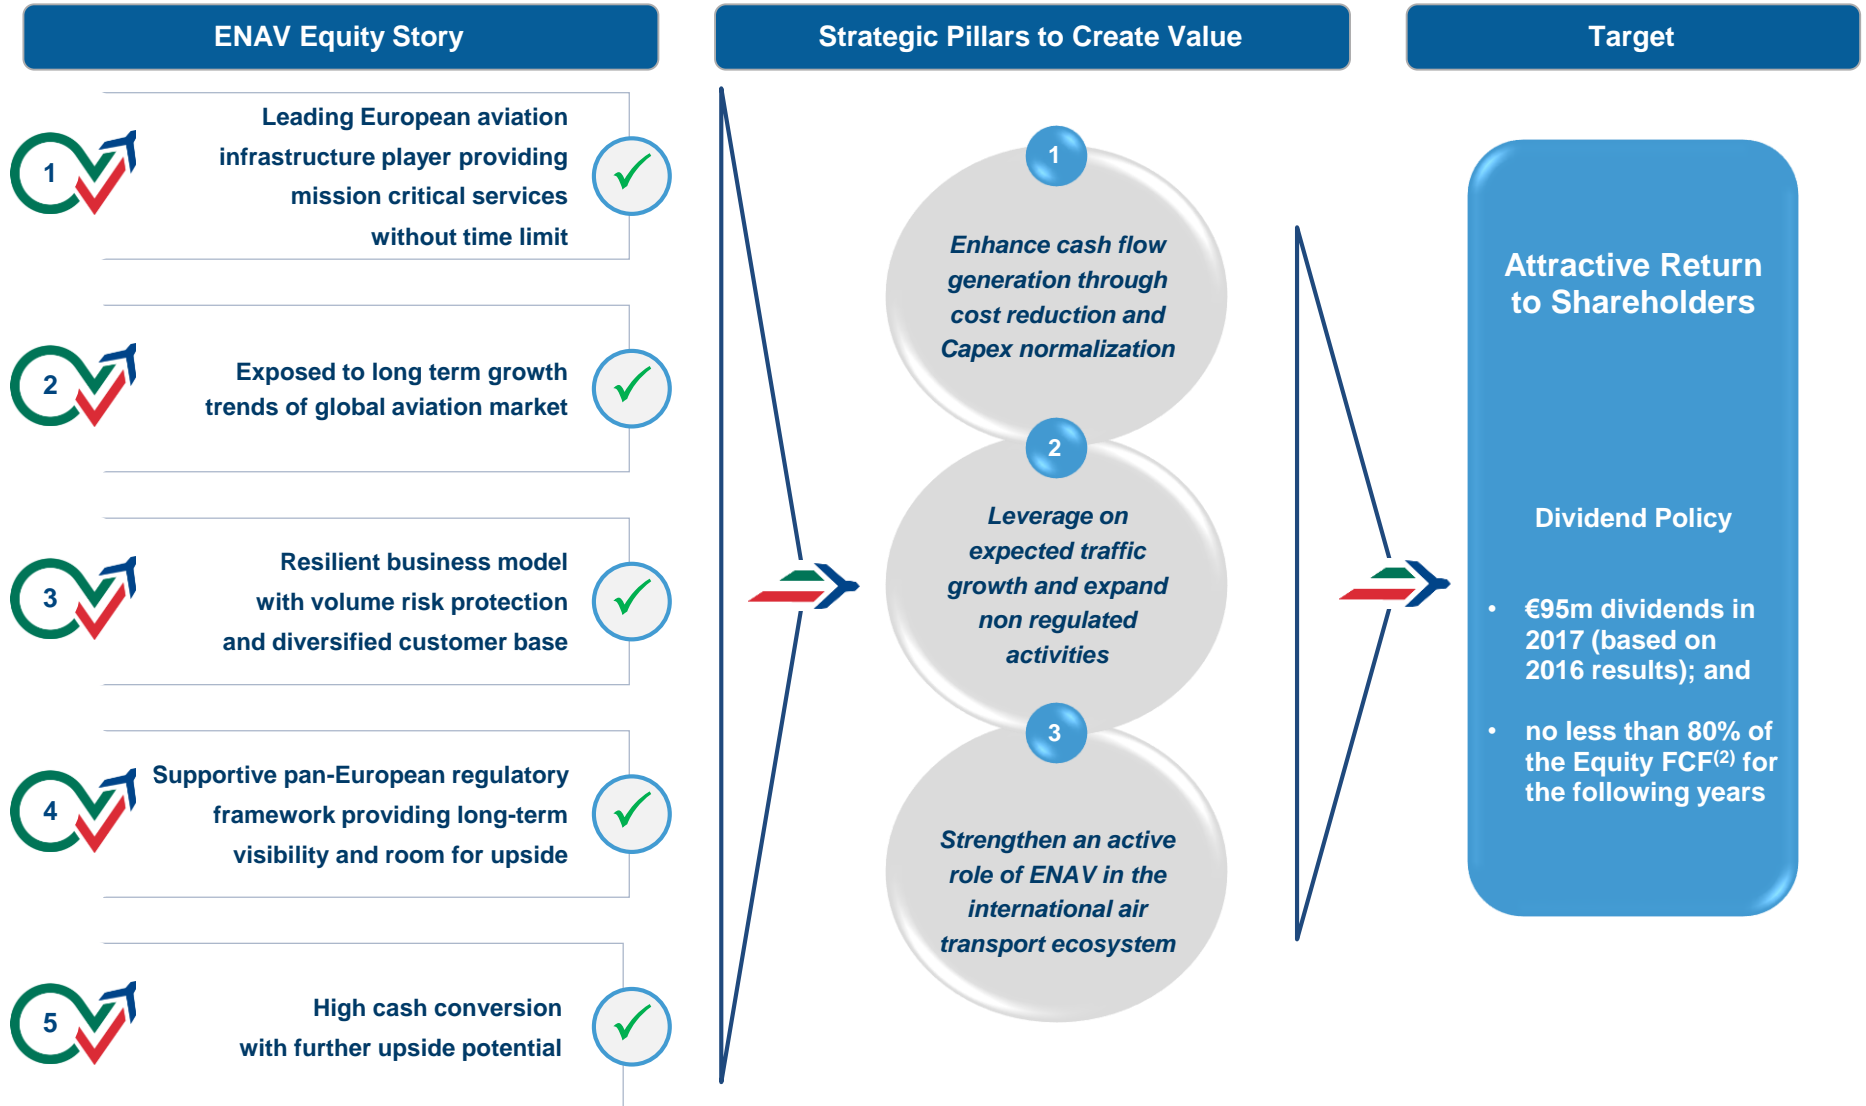 ENAV Equity Story
1
Leading European aviation
infrastructure player providing
mission critical services
without time limit
2
Exposed to long term growth
trends of global aviation market
3
Resilient business model
with volume risk protection
and diversified customer base
4
Supportive pan-European regulatory
framework providing long-term
visibility and room for upside
5
High cash conversion
with further upside potential
Strategic Pillars to Create Value
1
Enhance cash flow
generation through
cost reduction and
Capex normalization
2
Leverage on
expected traffic
growth and expand
non regulated
activities
3
Strengthen an active
role of ENAV in the
international air
transport ecosystem
Target
Attractive Return
to Shareholders
Dividend Policy
• €95m dividends in
2017 (based on
2016 results); and
• no less than 80% of
the Equity FCF(2) for
the following years